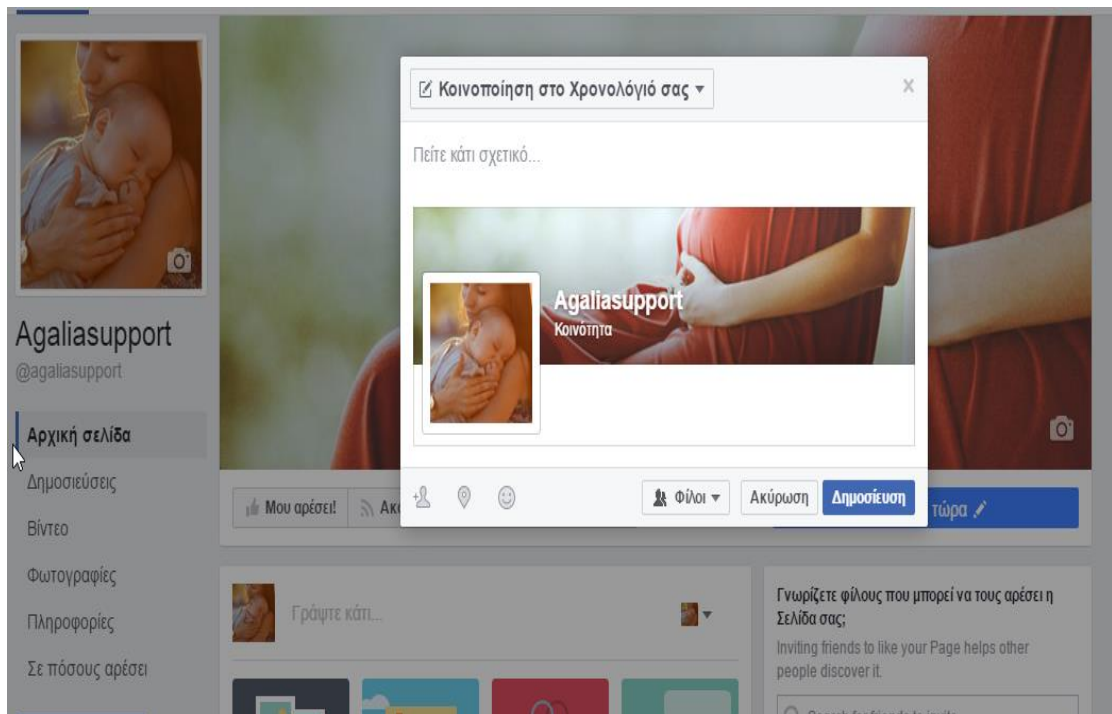 Κοινοποίηση στο Χρονολόγιό σας
x
Πείτε κάτι σχετικό...
Agaliasupport
Κοινότητα
Φίλοι
Ακύρωση
Δημοσίευση
Agaliasupport
@agaliasupport
Αρχική σελίδα
Δημοσιεύσεις
Βίντεο
Φωτογραφίες
Πληροφορίες
Σε πόσους αρέσει
Μου αρέσει!
τώρα
Γράψτε κάτι...
Γνωρίζετε φίλους που μπορεί να τους αρέσει η
Σελίδα σας;
Inviting friends to like your Page helps other
people discover it.